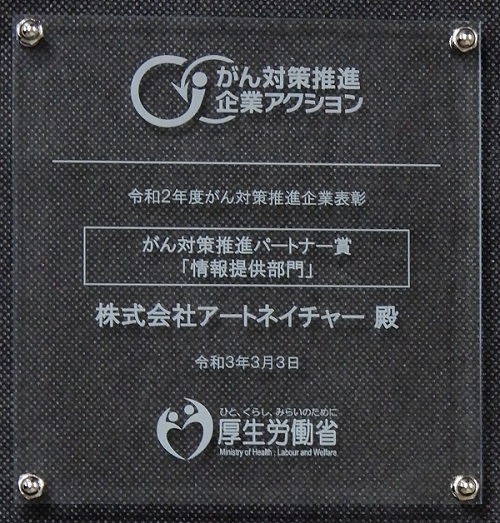 がん対策推進
企業アクション
令和2年度がん対策推進企業表彰
がん対策推進パートナー賞
「情報提供部門」
株式会社アートネイチャー 殿
令和3年3月3日
ひと、くらし、みらいのために
厚生労働省
Ministry of Health, Labour and Welfare